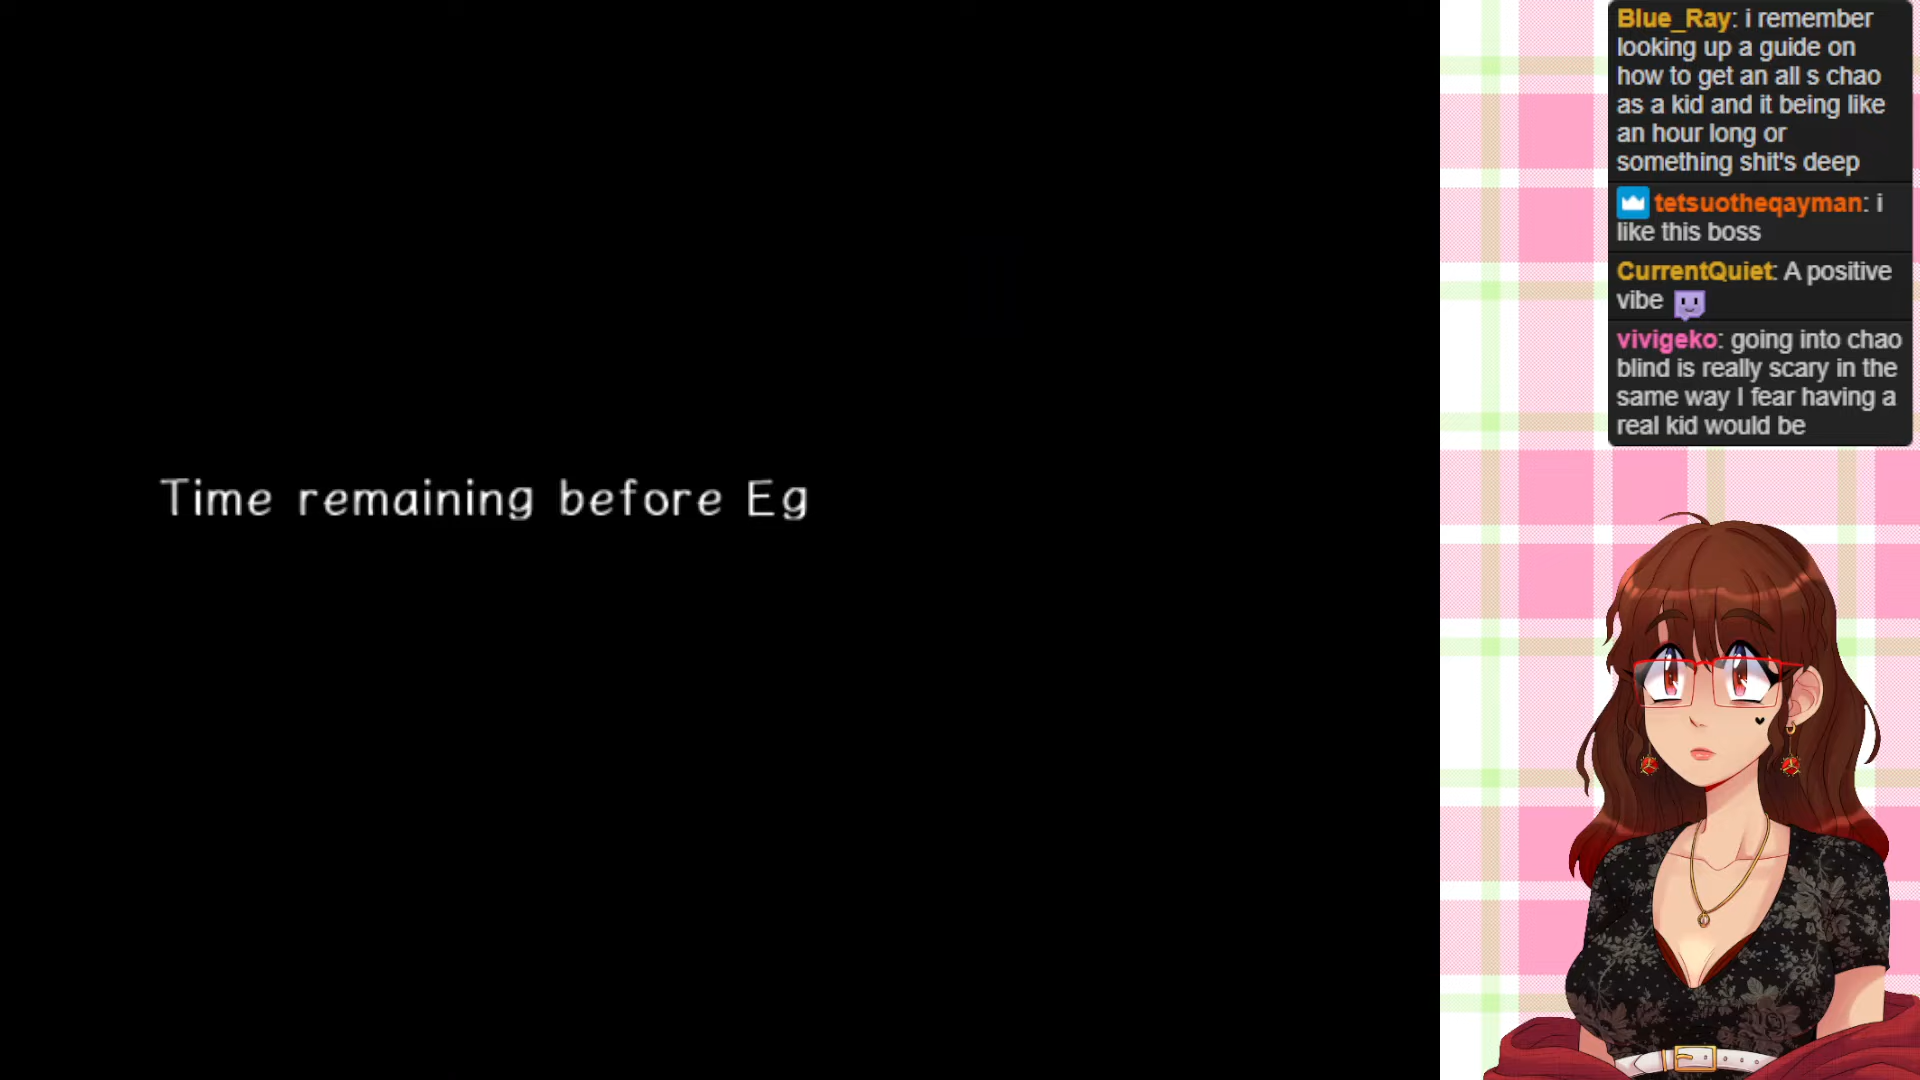 Time remaining before Eg
Blue_Ray: i remember
looking up a guide on
how to get an all s chao
as a kid and it being like
an hour long or
something shit's deep
tetsuotheqayman: i
like this boss
CurrentQuiet: A positive
vibe
vivigeko: going into chao
blind is really scary in the
same way I fear having a
real kid would be